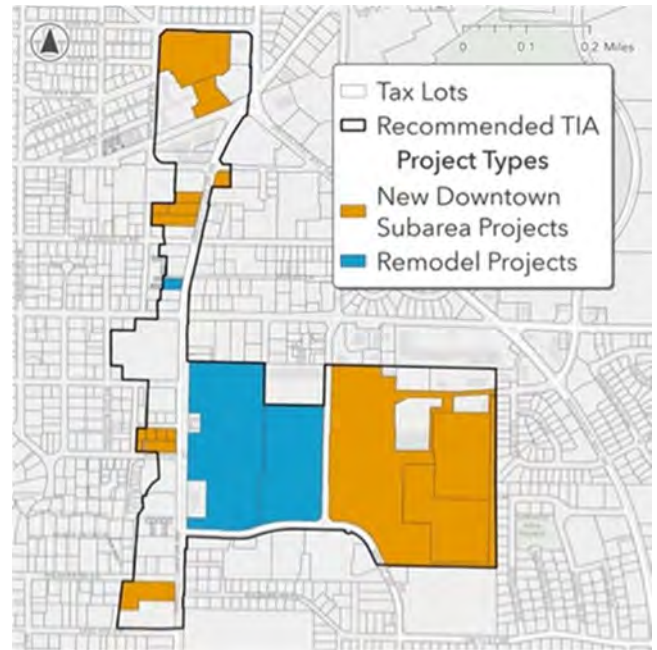 0 0.1 0.2 Miles
Tax Lots
Recommended TIA
Project Types
New Downtown
Subarea Projects
Remodel Projects